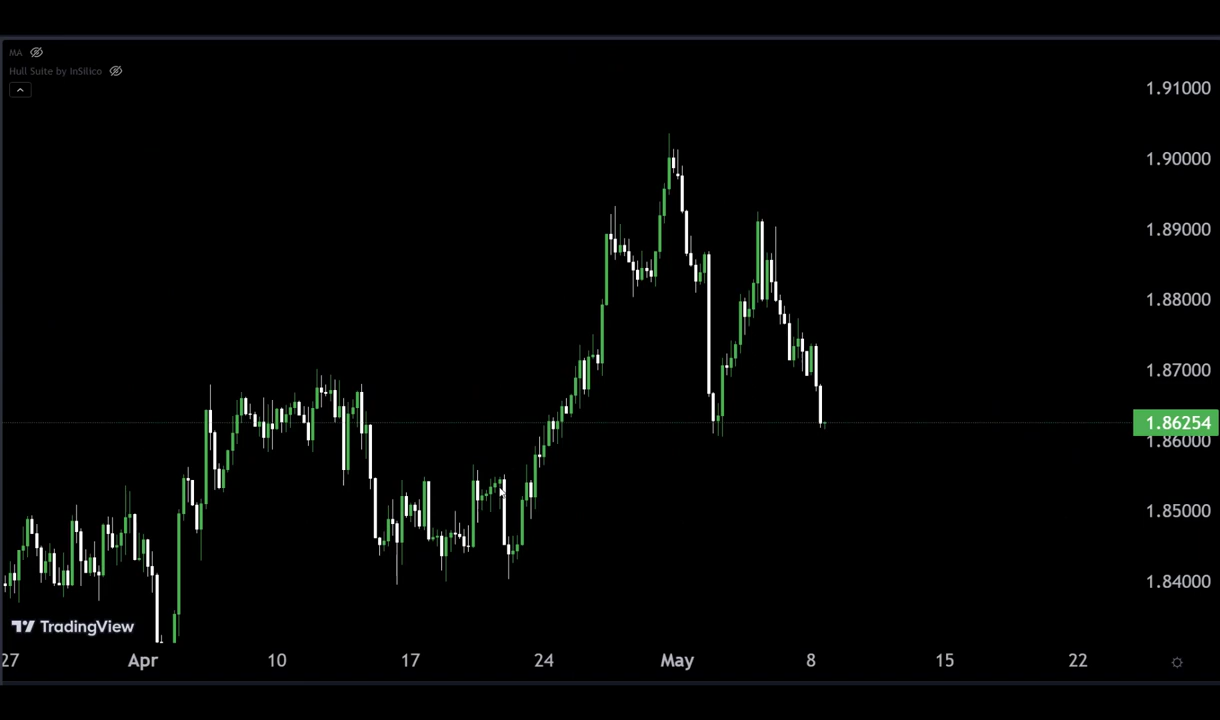 MA
Hull Suite by InSilico
1.91000
1.90000
1.89000
1.88000
1.87000
1.86254
1.86000
1.85000
1.84000
TradingView
27 Apr 10 17 24 May 8 15 22